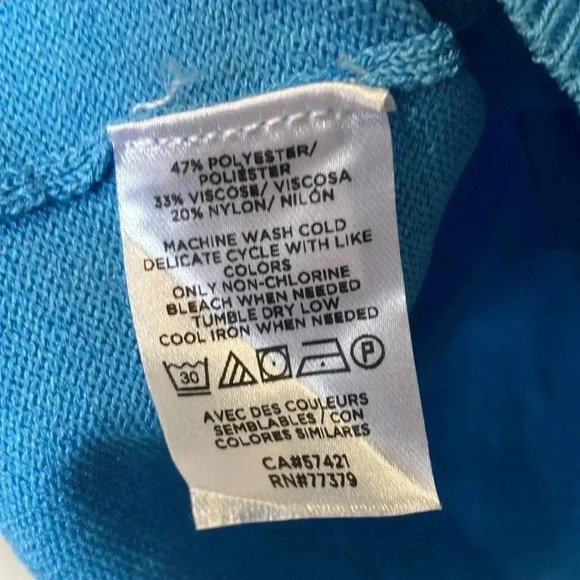 47% POLYESTER/
POLIÉSTER
33% VISCOSE/ VISCOSA
20% NYLON/ NILÓN
MACHINE WASH COLD
DELICATE CYCLE WITH LIKE
COLORS
ONLY NON-CHLORINE
BLEACH WHEN NEEDED
TUMBLE DRY LOW
COOL IRON WHEN NEEDED
30 P
AVEC DES COULEURS
SEMBLABLES / CON
COLORES SIMILARES
CA#57421
RN#77379